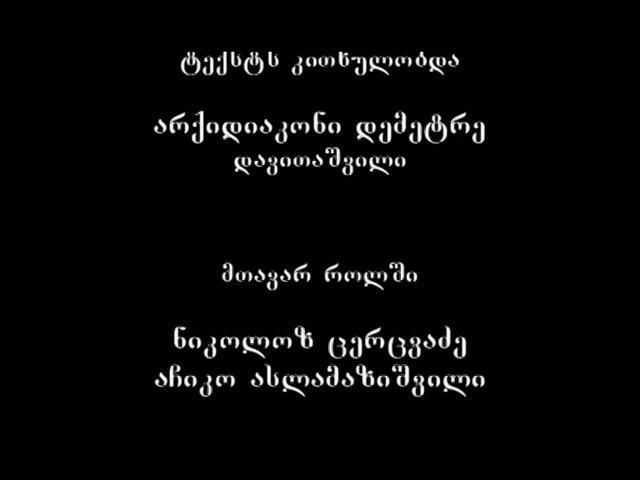 ტექსტს კითხულობდა
არქიდიაკონი დემეტრე
დავითაშვილი
მთავარ როლში
ნიკოლოზ ცერცვაძე
აჩიკო ასლამაზიშვილი